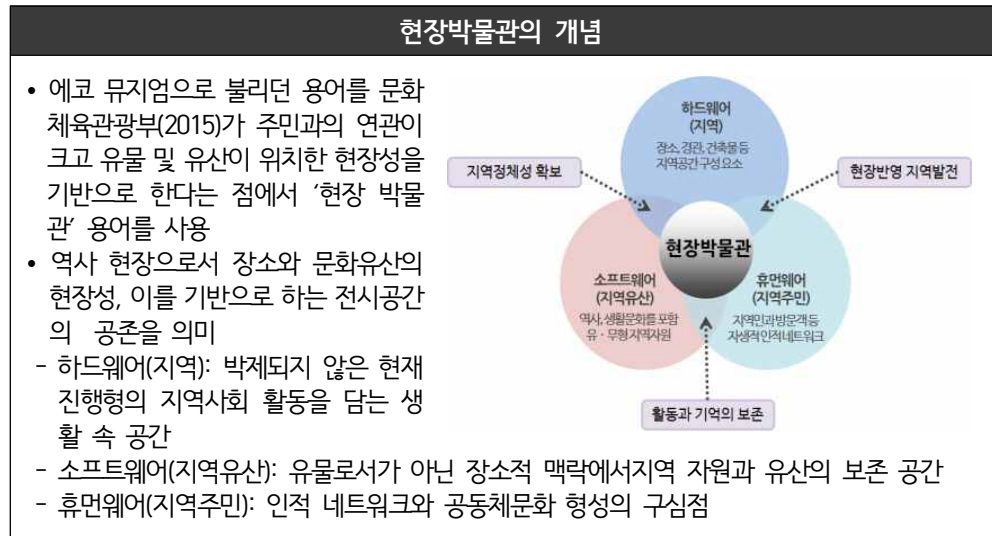 현장박물관의 개념
• 에코 뮤지엄으로 불리던 용어를 문화
체육관광부(2015)가 주민과의 연관이
크고 유물 및 유산이 위치한 현장성을
기반으로 한다는 점에서 '현장 박물
관' 용어를 사용
• 역사 현장으로서 장소와 문화유산의
현장성, 이를 기반으로 하는 전시공간
의 공존을 의미
- 하드웨어(지역): 박제되지 않은 현재
진행형의 지역사회 활동을 담는 생
활 속 공간
- 소프트웨어(지역유산): 유물로서가 아닌 장소적 맥락에서지역 자원과 유산의 보존 공간
- 휴먼웨어(지역주민): 인적 네트워크와 공동체문화 형성의 구심점
하드웨어
(지역)
장소, 경관, 건축물 등
지역공간 구성 요소
지역정체성 확보
현장반영 지역발전
현장박물관
소프트웨어
(지역유산)
역사, 생활문화를 포함
유·무형 지역자원
휴먼웨어
(지역주민)
지역민과 방문객 등
자생적 인적 네트워크
활동과 기억의 보존